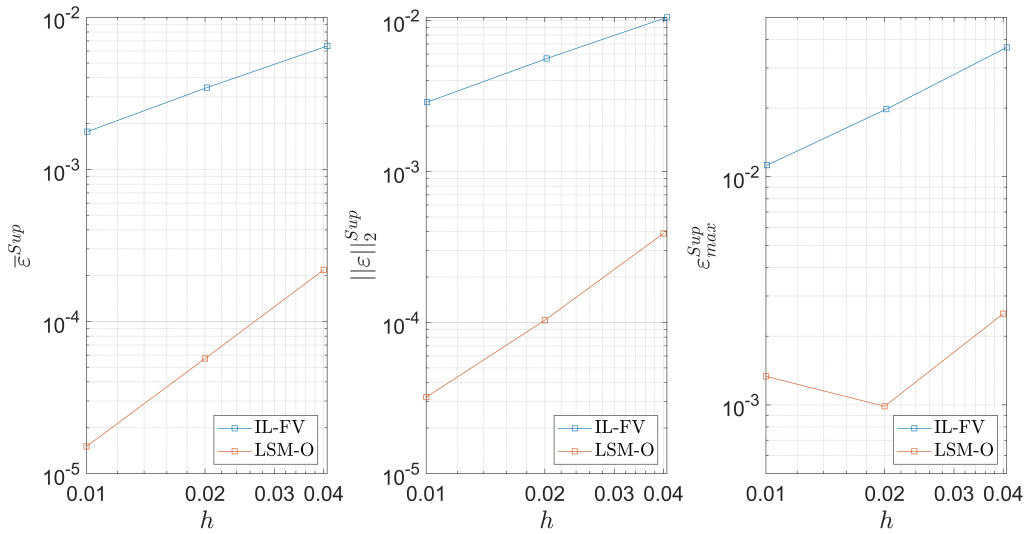 10^-2
10^-3
10^-4
10^-5
0.01 0.02 0.03 0.04
h
ε̅^Sup
IL-FV
LSM-O
10^-2
10^-3
10^-4
10^-5
0.01 0.02 0.03 0.04
h
||ε||_2^Sup
IL-FV
LSM-O
10^-2
10^-3
0.01 0.02 0.03 0.04
h
ε_max^Sup
IL-FV
LSM-O